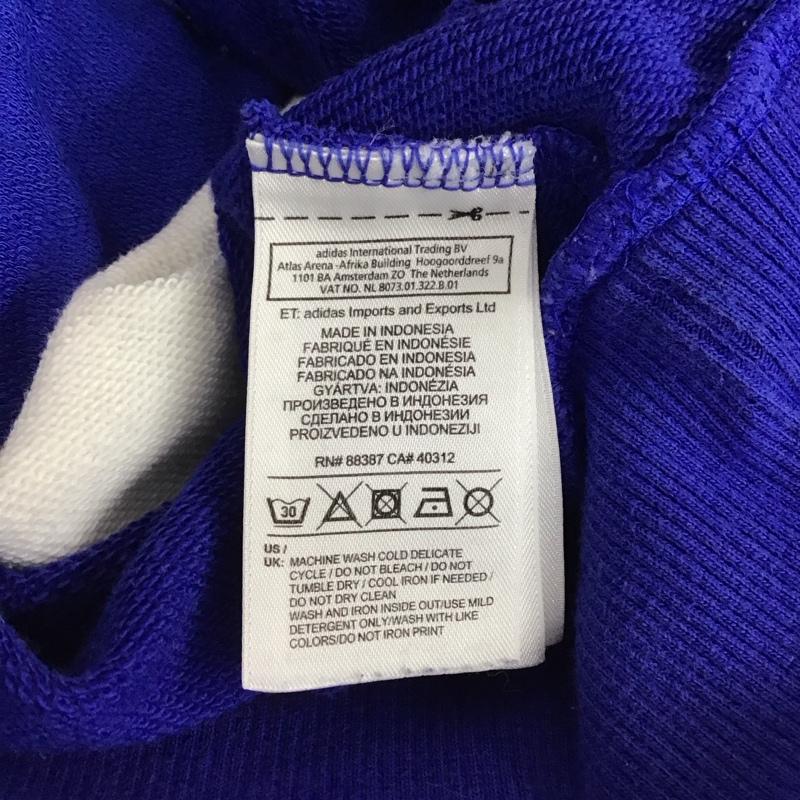 adidas International Trading BV
Atlas Arena -Afrika Building Hoogoorddreef 9a
1101 BA Amsterdam ZO The Netherlands
VAT NO. NL 8073.01.322.B.01
ET: adidas Imports and Exports Ltd
MADE IN INDONESIA
FABRIQUÉ EN INDONÉSIE
FABRICADO EN INDONESIA
FABRICADO NA INDONÉSIA
GYÁRTVA: INDONÉZIA
ПРОИЗВЕДЕНО В ИНДОНЕЗИЯ
СДЕЛАНО В ИНДОНЕЗИИ
PROIZVEDENO U INDONEZIJI
RN# 88387 CA# 40312
30
US /
UK: MACHINE WASH COLD DELICATE
CYCLE / DO NOT BLEACH / DO NOT
TUMBLE DRY / COOL IRON IF NEEDED /
DO NOT DRY CLEAN
WASH AND IRON INSIDE OUT/USE MILD
DETERGENT ONLY/WASH WITH LIKE
COLORS/DO NOT IRON PRINT